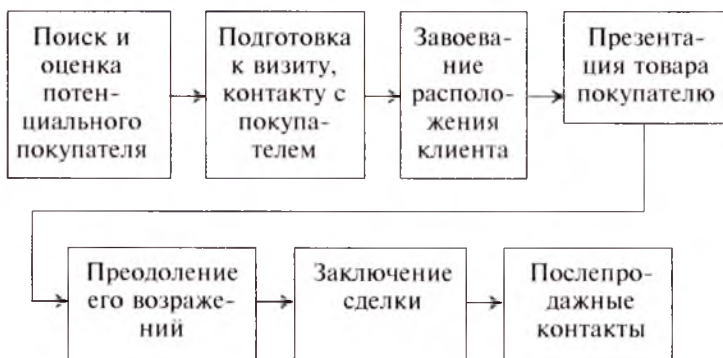 Поиск и
оценка
потен-
циального
покупателя
Подготовка
к визиту,
контакту с
покупа-
телем
Завоева-
ние
располо-
жения
клиента
Презента-
ция товара
покупателю
Преодоление
его возраже-
ний
Заключение
сделки
Послепро-
дажные
контакты